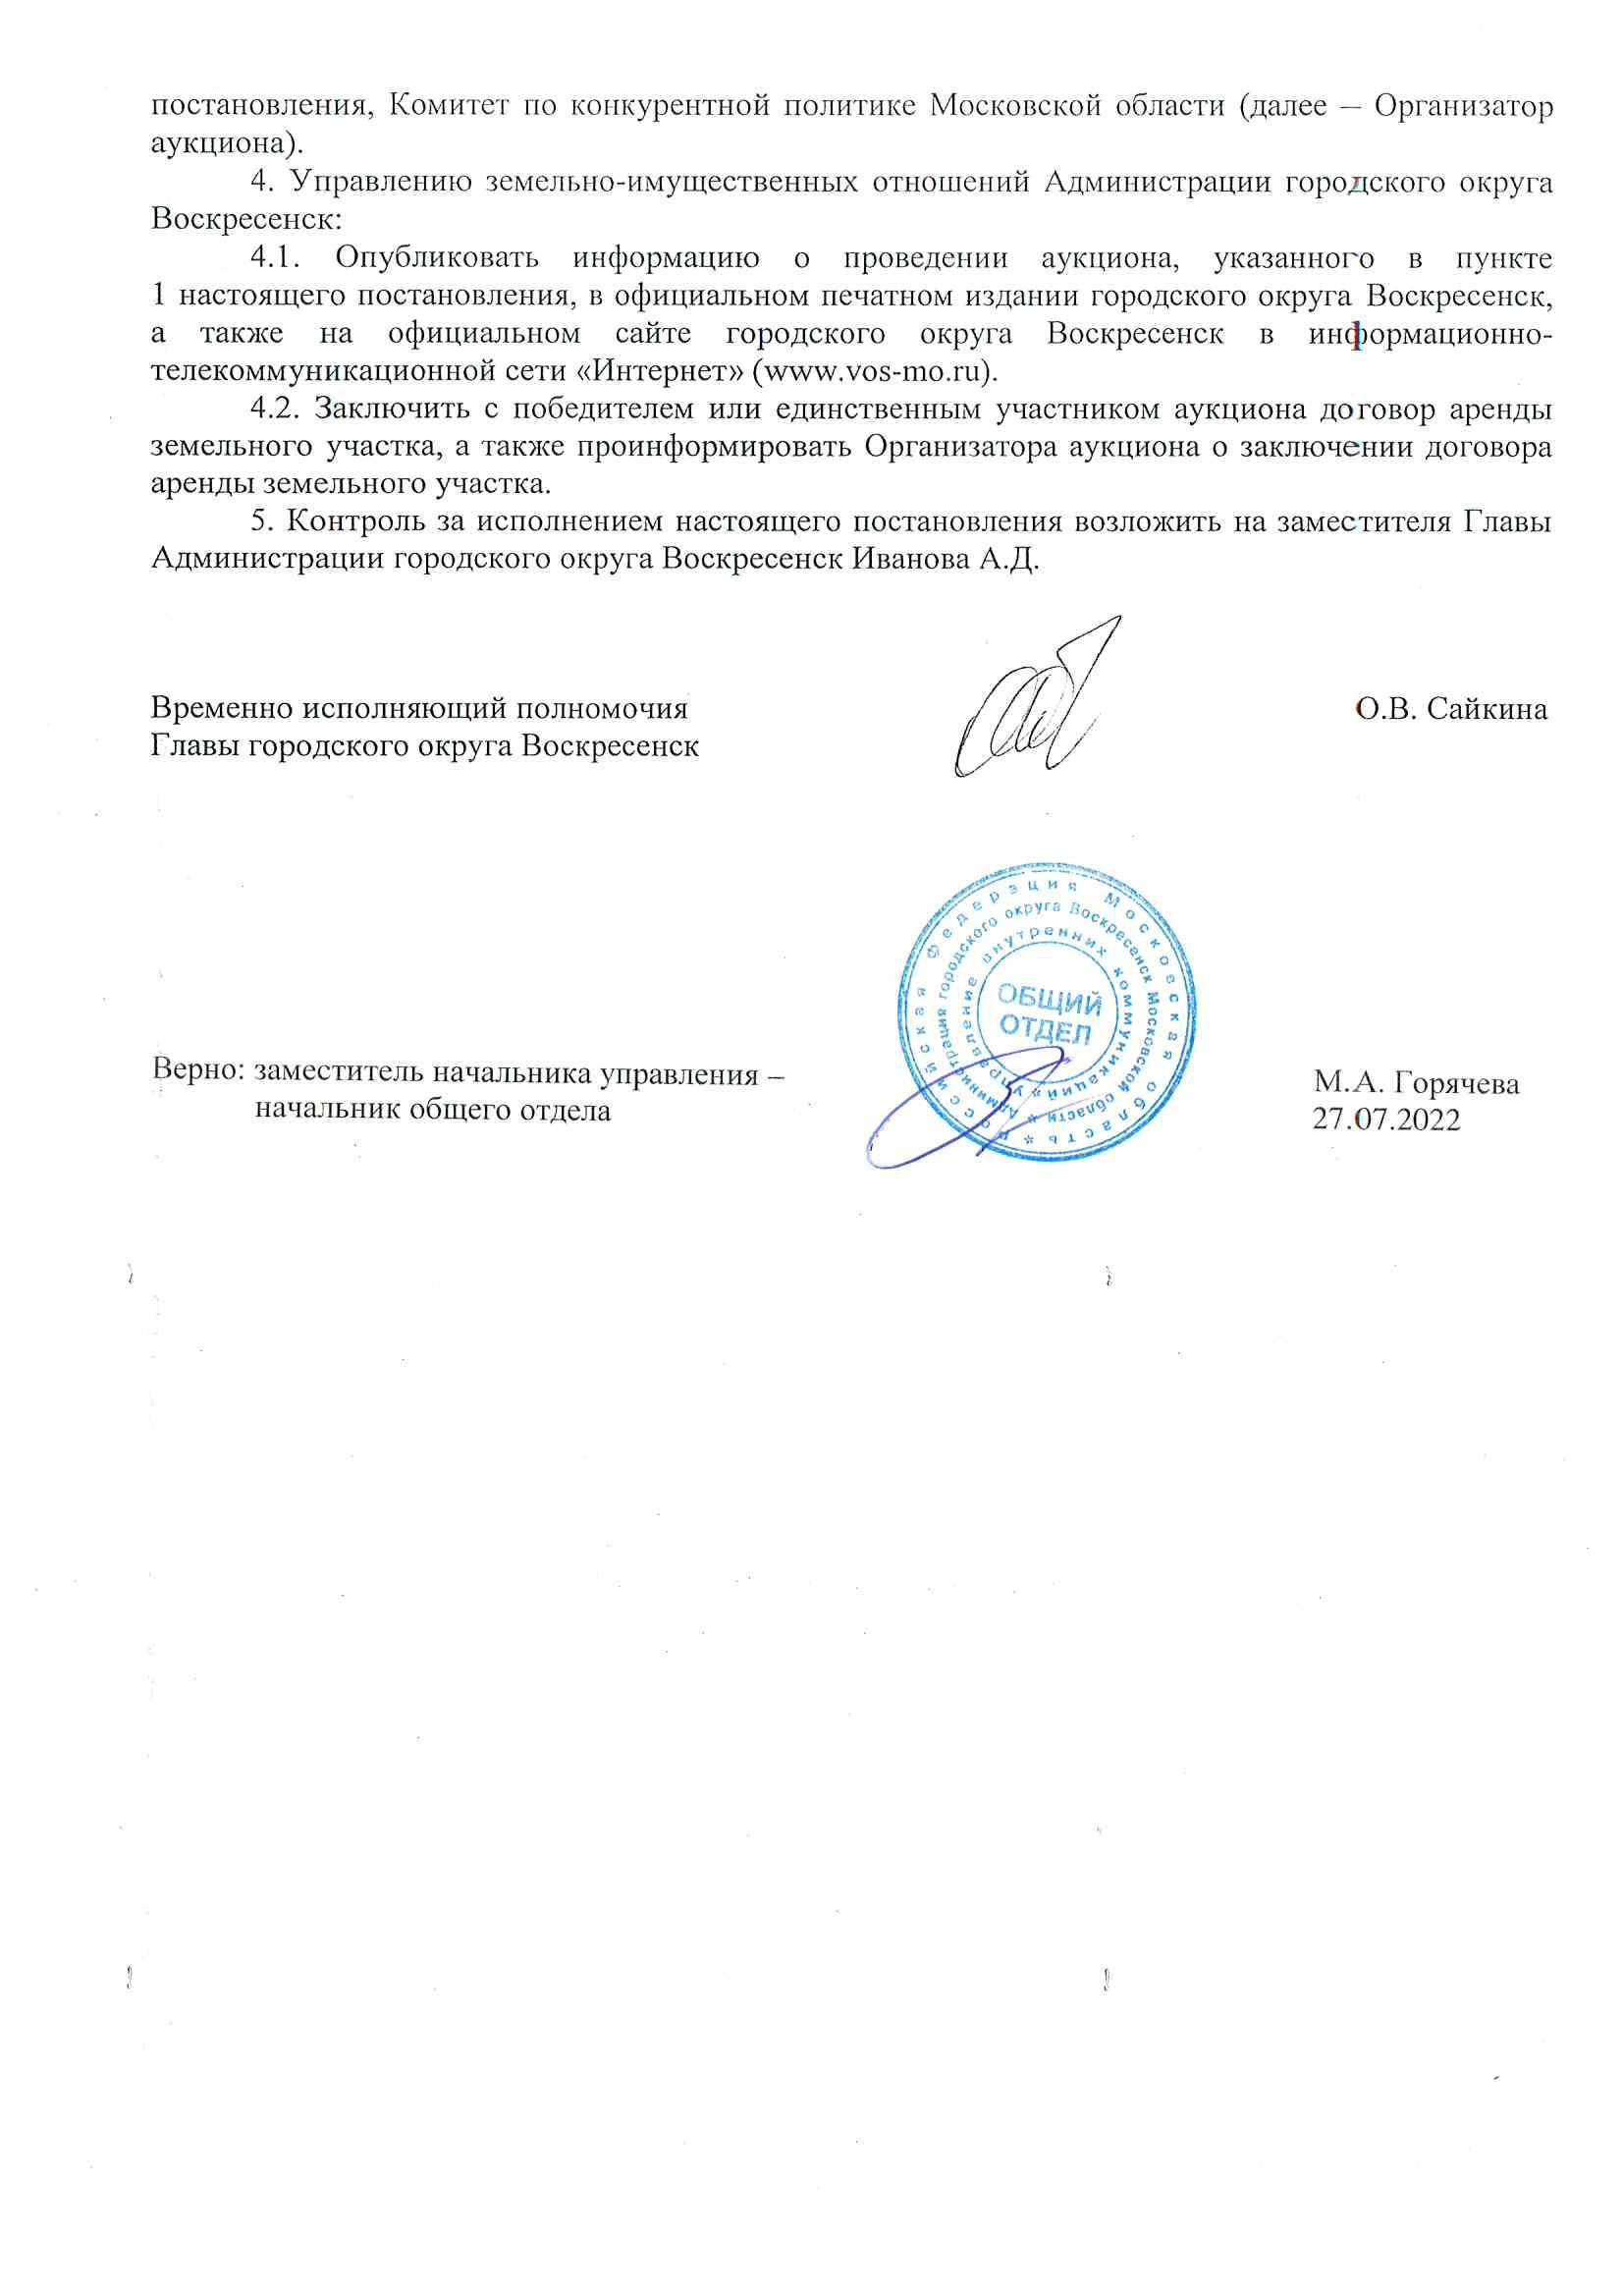 постановления, Комитет по конкурентной политике Московской области (далее – Организатор
аукциона).
4. Управлению земельно-имущественных отношений Администрации городского округа
Воскресенск:
4.1. Опубликовать информацию о проведении аукциона, указанного в пункте
1 настоящего постановления, в официальном печатном издании городского округа Воскресенск,
а также на официальном сайте городского округа Воскресенск в информационно-
телекоммуникационной сети «Интернет» (www.vos-mo.ru).
4.2. Заключить с победителем или единственным участником аукциона договор аренды
земельного участка, а также проинформировать Организатора аукциона о заключении договора
аренды земельного участка.
5. Контроль за исполнением настоящего постановления возложить на заместителя Главы
Администрации городского округа Воскресенск Иванова А.Д.
Временно исполняющий полномочия
О.В. Сайкина
Главы городского округа Воскресенск
Российская Федерация Московская область *
Администрация городского округа Воскресенск Московской области *
Управление внутренних коммуникаций *
ОБЩИЙ
ОТДЕЛ
Верно: заместитель начальника управления –
М.А. Горячева
начальник общего отдела
27.07.2022